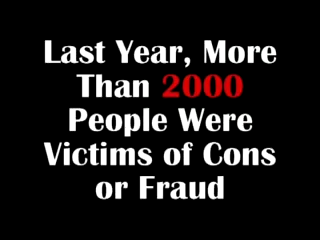 Last Year, More
Than 2000
People Were
Victims of Cons
or Fraud